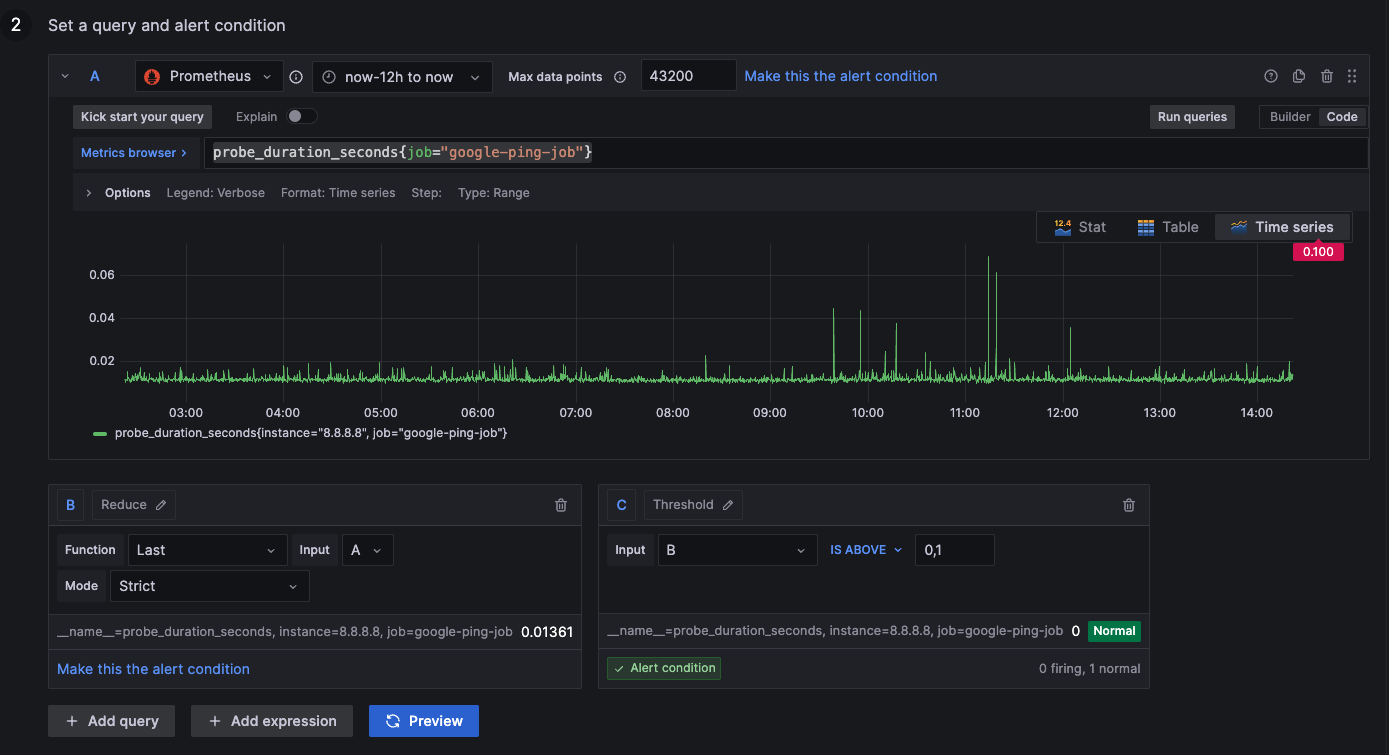 2 Set a query and alert condition
A Prometheus now-12h to now Max data points 43200 Make this the alert condition
Kick start your query Explain Run queries Builder Code
Metrics browser > probe_duration_seconds{job="google-ping-job"}
> Options Legend: Verbose Format: Time series Step: Type: Range
12.4 Stat Table Time series
0.100
0.06
0.04
0.02
03:00 04:00 05:00 06:00 07:00 08:00 09:00 10:00 11:00 12:00 13:00 14:00
probe_duration_seconds{instance="8.8.8.8", job="google-ping-job"}
B Reduce
Function Last Input A
Mode Strict
__name__=probe_duration_seconds, instance=8.8.8.8, job=google-ping-job 0.01361
Make this the alert condition
C Threshold
Input B IS ABOVE 0,1
__name__=probe_duration_seconds, instance=8.8.8.8, job=google-ping-job 0 Normal
Alert condition 0 firing, 1 normal
+ Add query + Add expression Preview